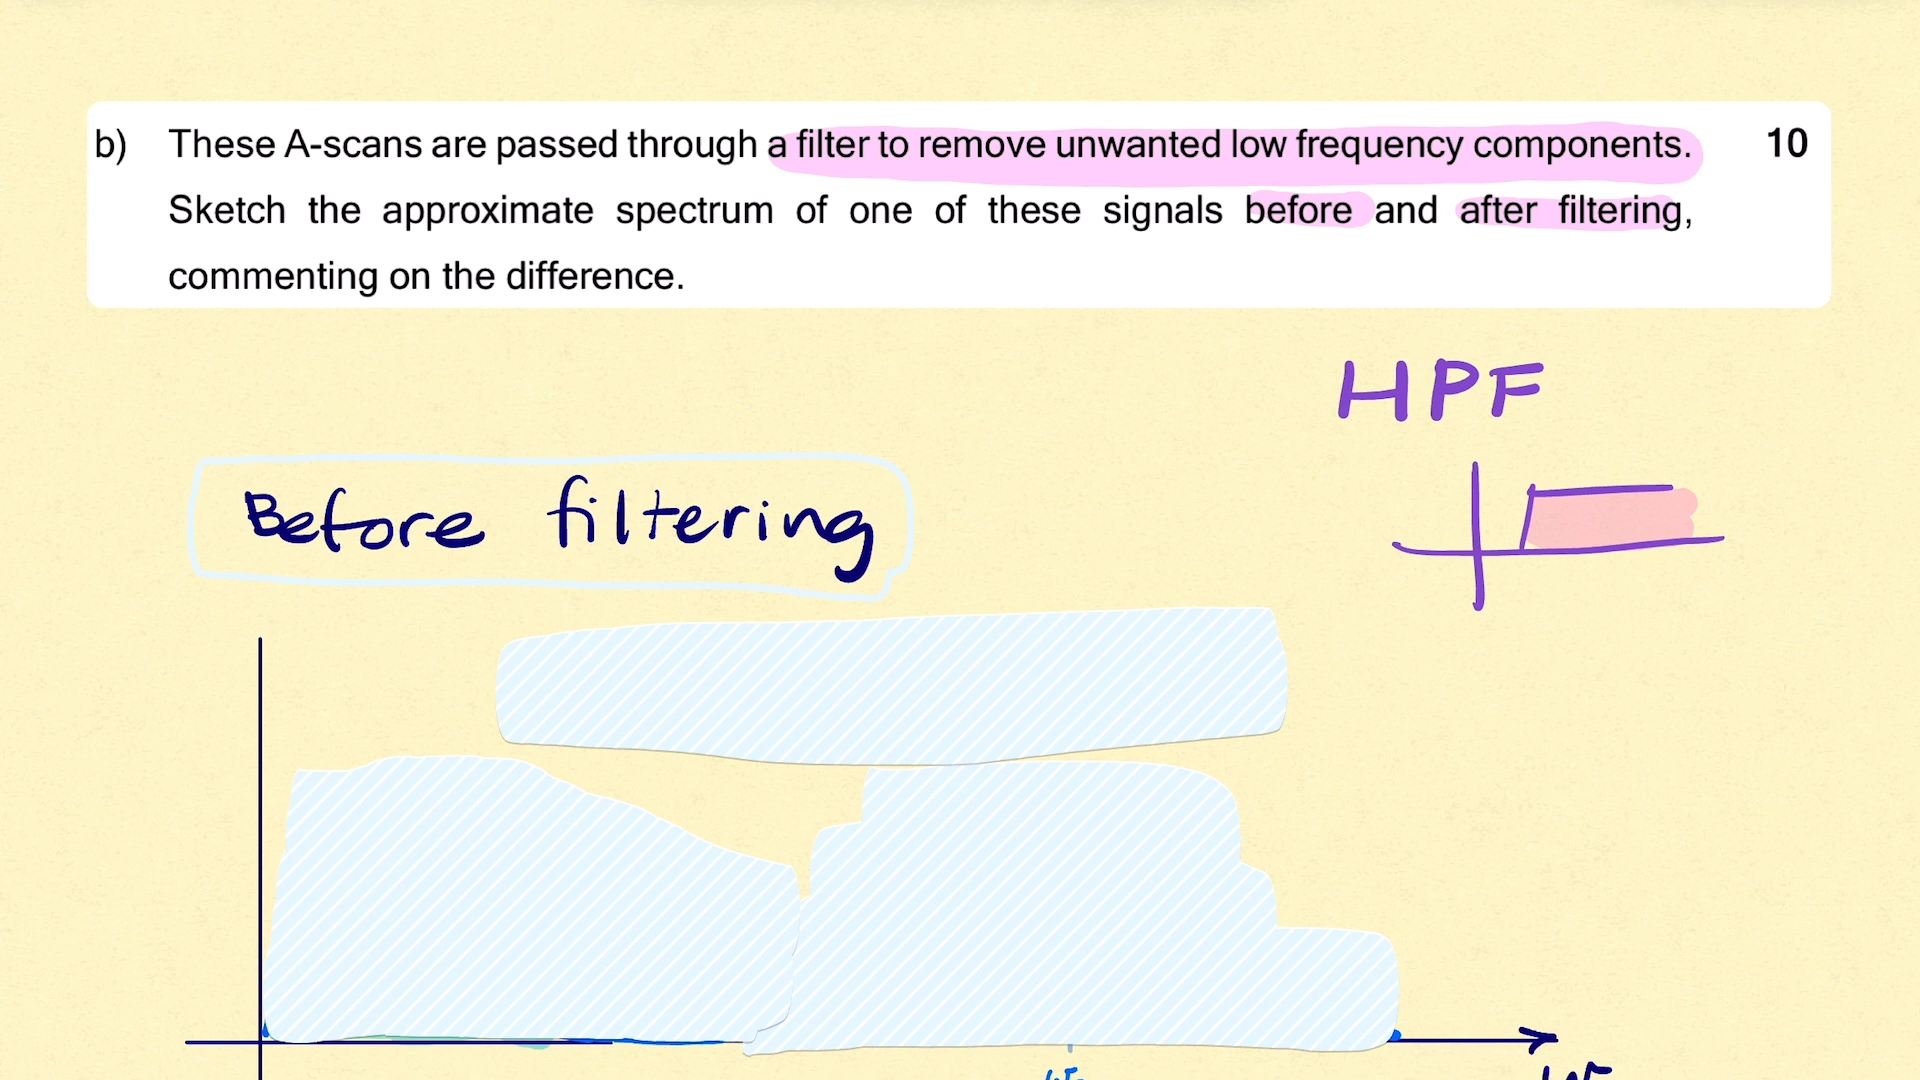 b) These A-scans are passed through a filter to remove unwanted low frequency components. 10
Sketch the approximate spectrum of one of these signals before and after filtering,
commenting on the difference.
HPF
Before filtering